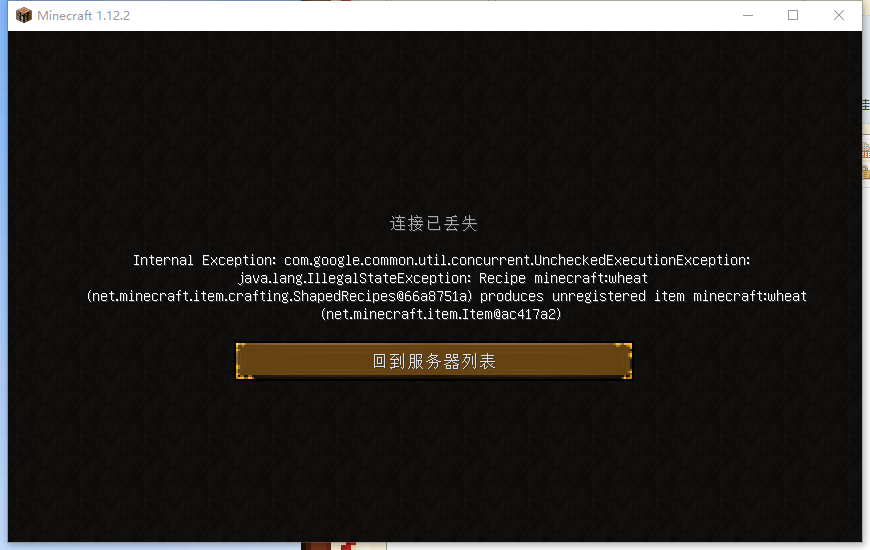 Minecraft 1.12.2
连接已丢失
Internal Exception: com.google.common.util.concurrent.UncheckedExecutionException:
java.lang.IllegalStateException: Recipe minecraft:wheat
(net.minecraft.item.crafting.ShapedRecipes@66a8751a) produces unregistered item minecraft:wheat
(net.minecraft.item.Item@ac417a2)
回到服务器列表